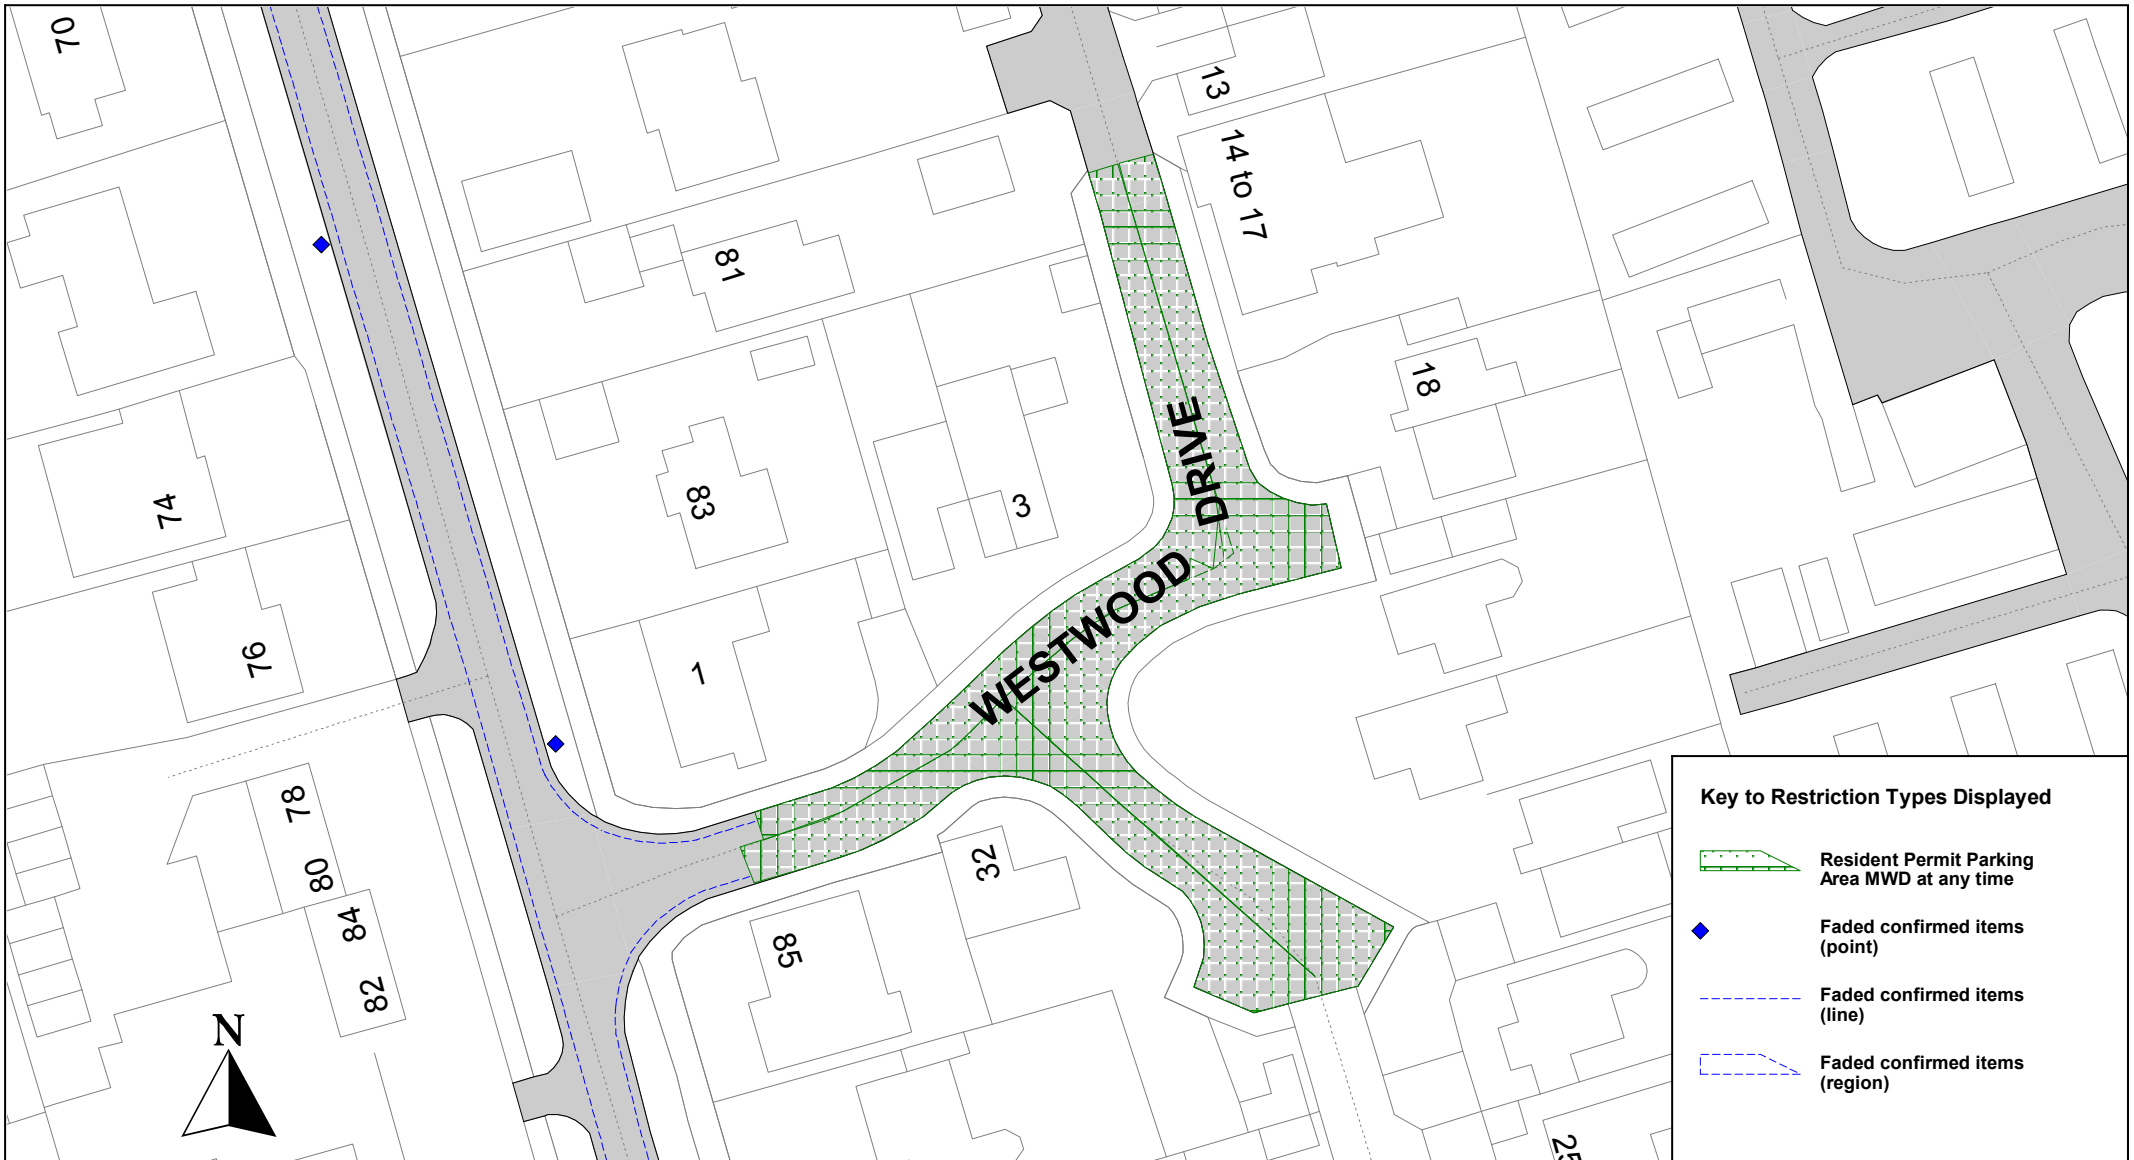 70
13
14 to 17
81
18
DRIVE
74
83
3
WESTWOOD
76
1
78
80
84
82
32
85
N
Key to Restriction Types Displayed
Resident Permit Parking
Area MWD at any time
Faded confirmed items
(point)
Faded confirmed items
(line)
Faded confirmed items
(region)